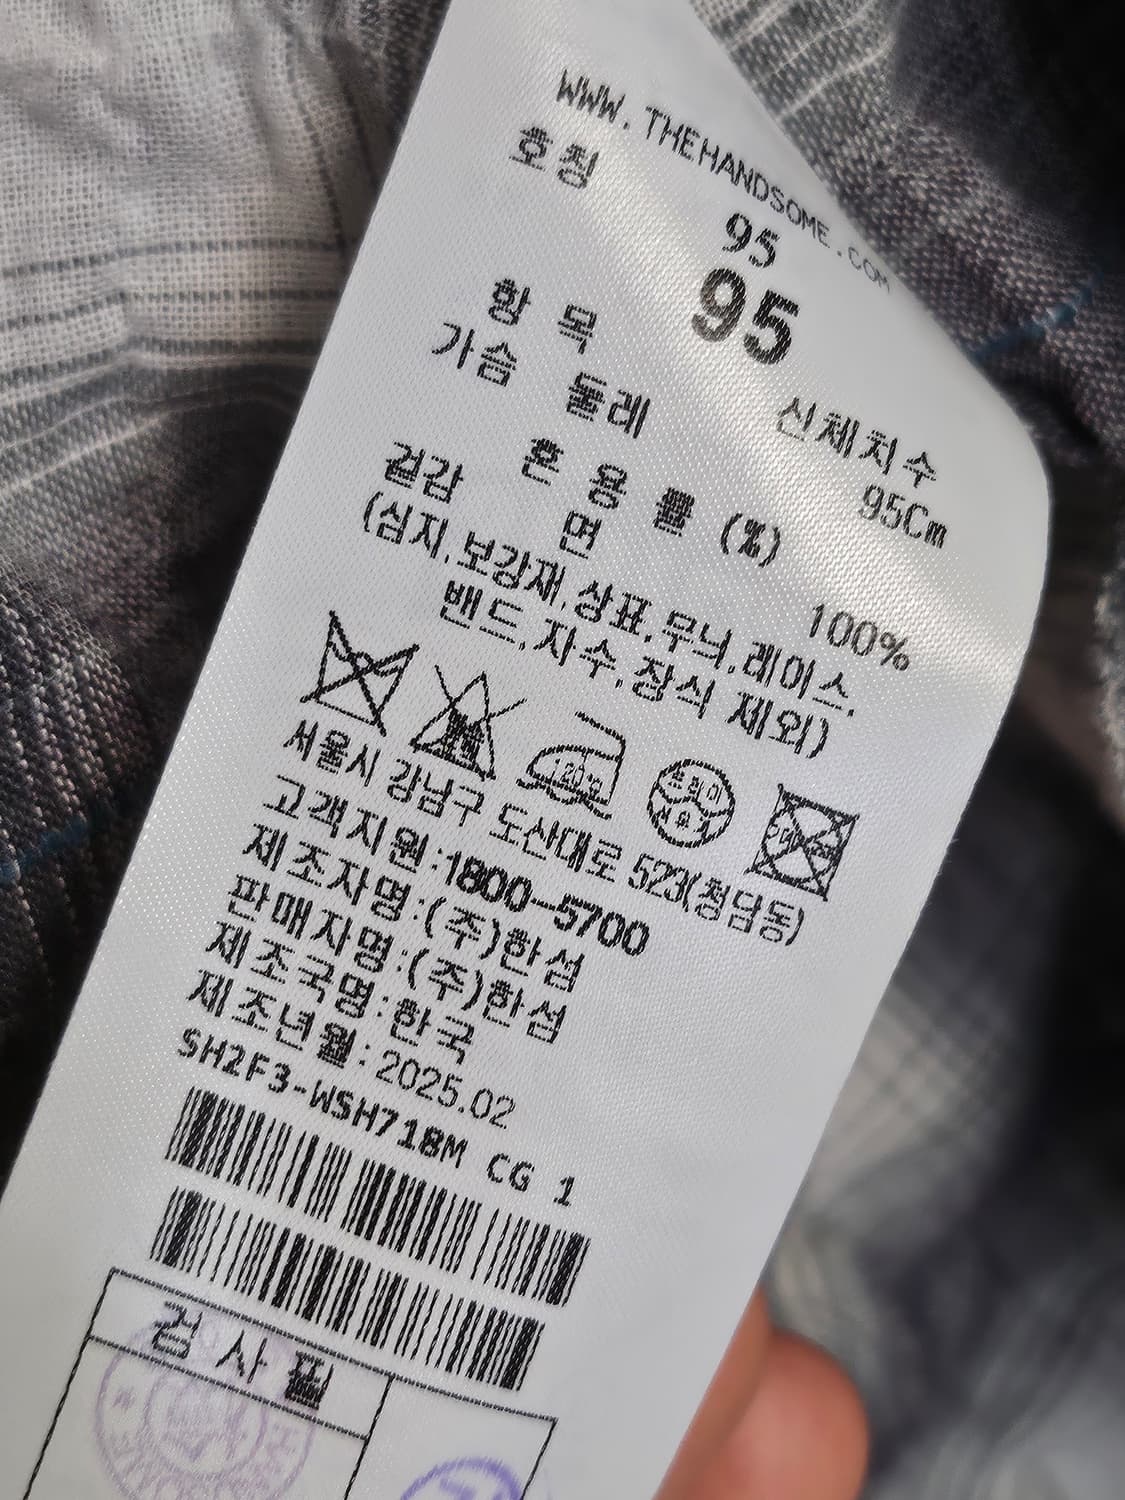 WWW.THEHANDSOME.COM
호칭
95
95
항 목 신체치수
가슴 둘레 95Cm
혼 용 률 (%)
겉감 면 100%
(심지,보강재,상표,무늬,레이스,
밴드,자수,장식 제외)
120℃
드라이
서울시 강남구 도산대로 523(청담동)
고객지원:1800-5700
제조자명:(주)한섬
판매자명:(주)한섬
제조국명:한국
제조년월:2025.02
SH2F3-WSH718M CG 1
검사필